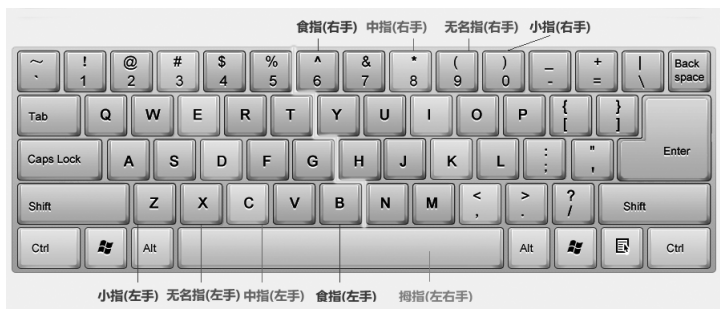 食指(右手) 中指(右手) 无名指(右手) 小指(右手)
~ ! @ # $ % ^ & * ( ) _ + | Back
` 1 2 3 4 5 6 7 8 9 0 - = \ space
Tab Q W E R T Y U I O P { [ } ]
Caps Lock A S D F G H J K L : ; " ' Enter
Shift Z X C V B N M < , > . ? / Shift
Ctrl Alt Alt Ctrl
小指(左手) 无名指(左手) 中指(左手) 食指(左手) 拇指(左右手)